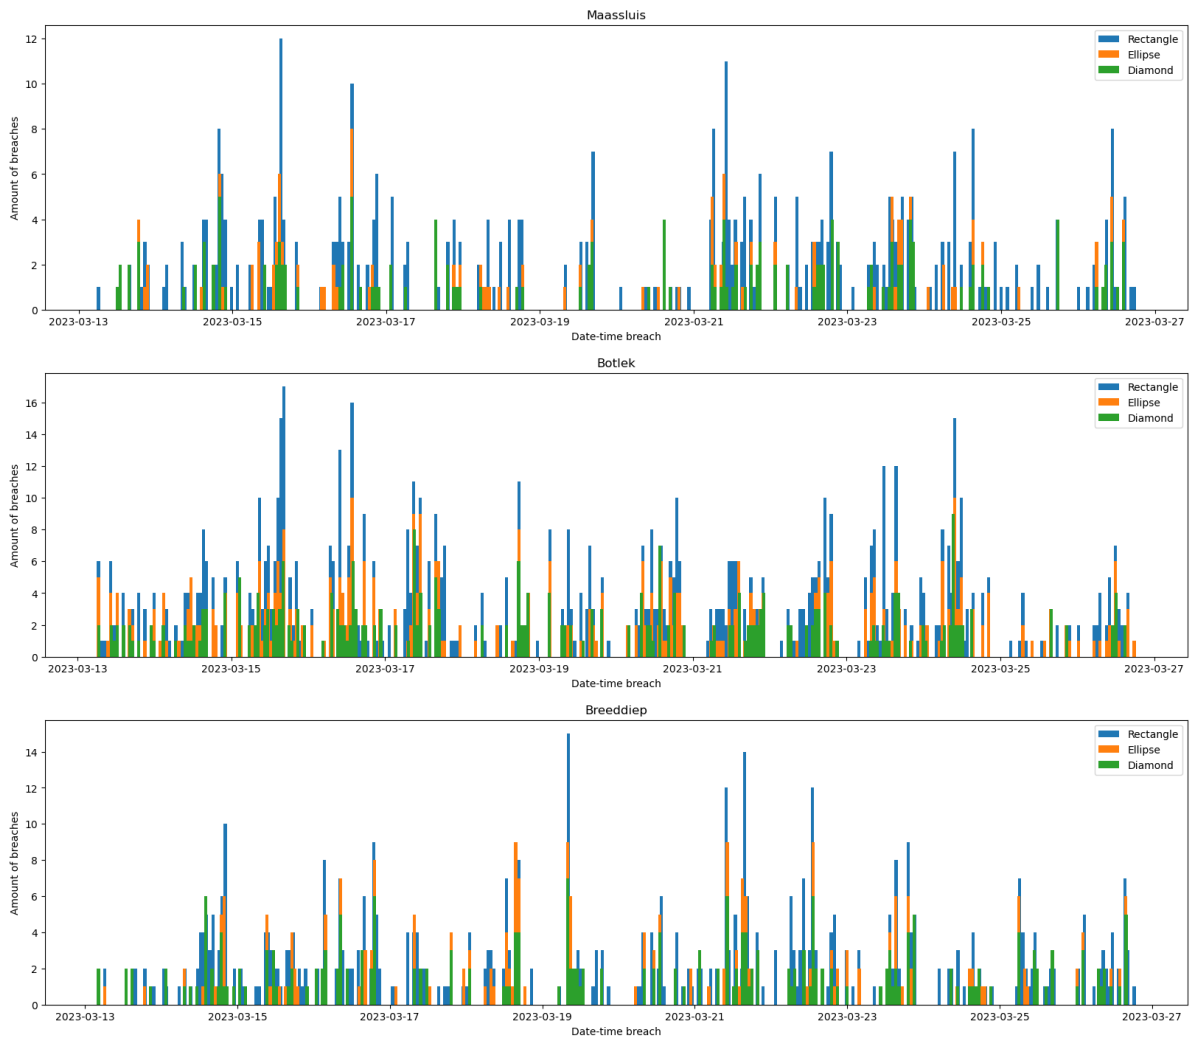 Maassluis
Amount of breaches
12
10
8
6
4
2
0
Rectangle
Ellipse
Diamond
2023-03-13 2023-03-15 2023-03-17 2023-03-19 2023-03-21 2023-03-23 2023-03-25 2023-03-27
Date-time breach
Botlek
Amount of breaches
16
14
12
10
8
6
4
2
0
Rectangle
Ellipse
Diamond
2023-03-13 2023-03-15 2023-03-17 2023-03-19 2023-03-21 2023-03-23 2023-03-25 2023-03-27
Date-time breach
Breeddiep
Amount of breaches
14
12
10
8
6
4
2
0
Rectangle
Ellipse
Diamond
2023-03-13 2023-03-15 2023-03-17 2023-03-19 2023-03-21 2023-03-23 2023-03-25 2023-03-27
Date-time breach